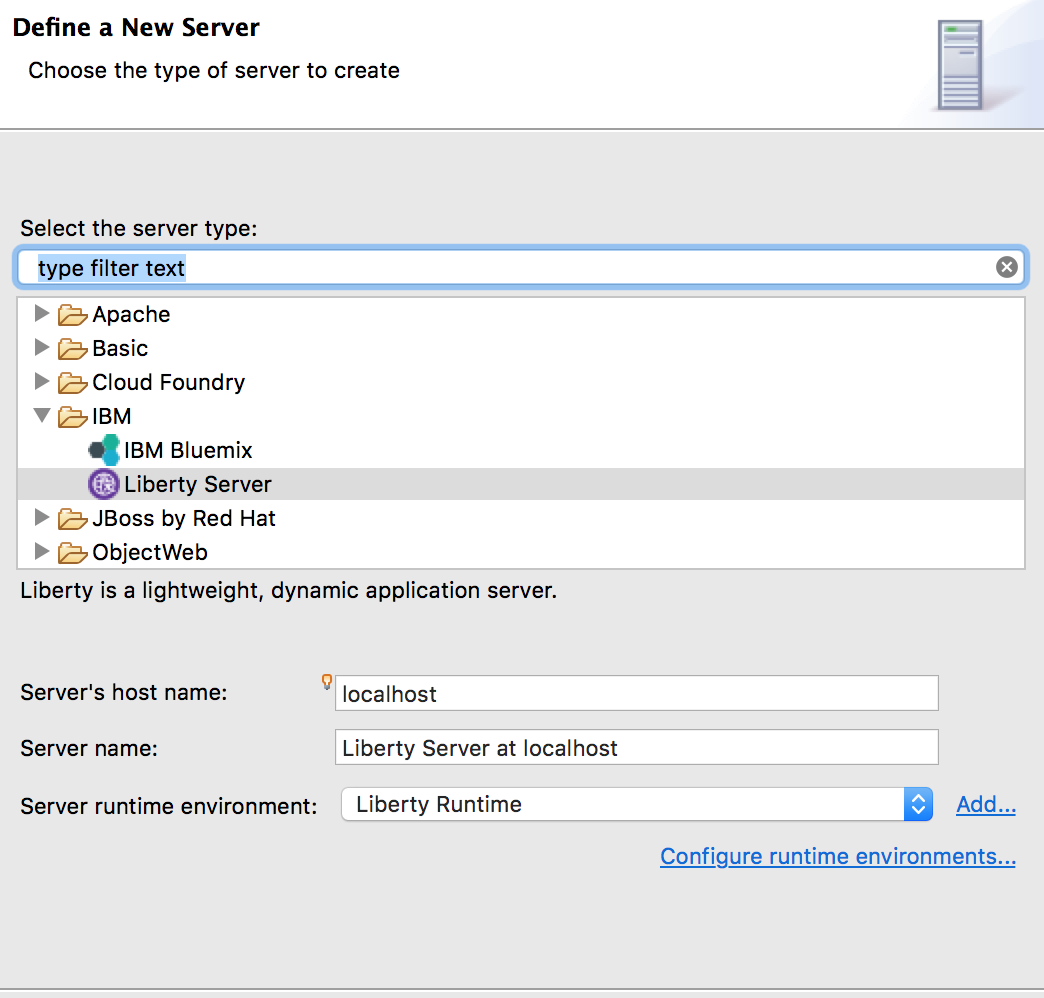 Define a New Server
Choose the type of server to create
Select the server type:
type filter text
Apache
Basic
Cloud Foundry
IBM
IBM Bluemix
Liberty Server
JBoss by Red Hat
ObjectWeb
Liberty is a lightweight, dynamic application server.
Server's host name: localhost
Server name: Liberty Server at localhost
Server runtime environment: Liberty Runtime Add...
Configure runtime environments...